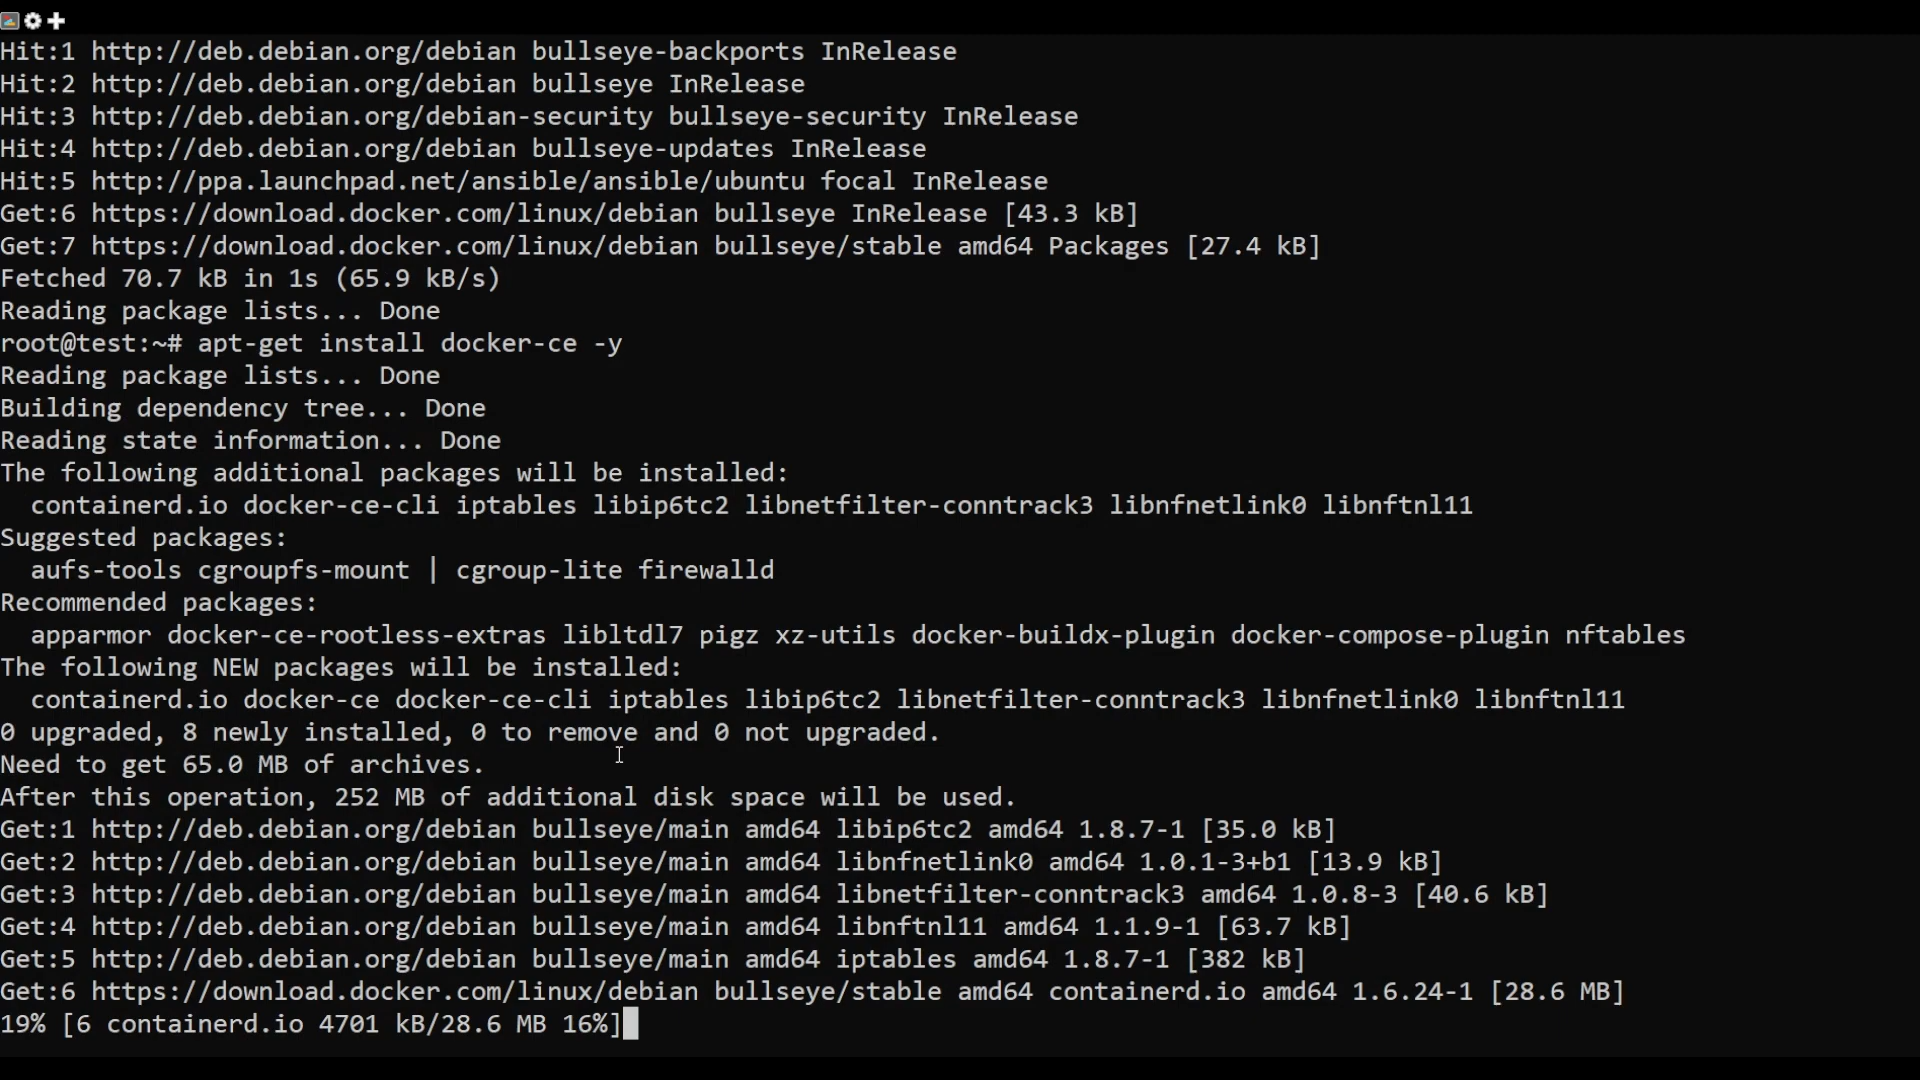 Hit:1 http://deb.debian.org/debian bullseye-backports InRelease
Hit:2 http://deb.debian.org/debian bullseye InRelease
Hit:3 http://deb.debian.org/debian-security bullseye-security InRelease
Hit:4 http://deb.debian.org/debian bullseye-updates InRelease
Hit:5 http://ppa.launchpad.net/ansible/ansible/ubuntu focal InRelease
Get:6 https://download.docker.com/linux/debian bullseye InRelease [43.3 kB]
Get:7 https://download.docker.com/linux/debian bullseye/stable amd64 Packages [27.4 kB]
Fetched 70.7 kB in 1s (65.9 kB/s)
Reading package lists... Done
root@test:~# apt-get install docker-ce -y
Reading package lists... Done
Building dependency tree... Done
Reading state information... Done
The following additional packages will be installed:
  containerd.io docker-ce-cli iptables libip6tc2 libnetfilter-conntrack3 libnfnetlink0 libnftnl11
Suggested packages:
  aufs-tools cgroupfs-mount | cgroup-lite firewalld
Recommended packages:
  apparmor docker-ce-rootless-extras libltdl7 pigz xz-utils docker-buildx-plugin docker-compose-plugin nftables
The following NEW packages will be installed:
  containerd.io docker-ce docker-ce-cli iptables libip6tc2 libnetfilter-conntrack3 libnfnetlink0 libnftnl11
0 upgraded, 8 newly installed, 0 to remove and 0 not upgraded.
Need to get 65.0 MB of archives.
After this operation, 252 MB of additional disk space will be used.
Get:1 http://deb.debian.org/debian bullseye/main amd64 libip6tc2 amd64 1.8.7-1 [35.0 kB]
Get:2 http://deb.debian.org/debian bullseye/main amd64 libnfnetlink0 amd64 1.0.1-3+b1 [13.9 kB]
Get:3 http://deb.debian.org/debian bullseye/main amd64 libnetfilter-conntrack3 amd64 1.0.8-3 [40.6 kB]
Get:4 http://deb.debian.org/debian bullseye/main amd64 libnftnl11 amd64 1.1.9-1 [63.7 kB]
Get:5 http://deb.debian.org/debian bullseye/main amd64 iptables amd64 1.8.7-1 [382 kB]
Get:6 https://download.docker.com/linux/debian bullseye/stable amd64 containerd.io amd64 1.6.24-1 [28.6 MB]
19% [6 containerd.io 4701 kB/28.6 MB 16%]